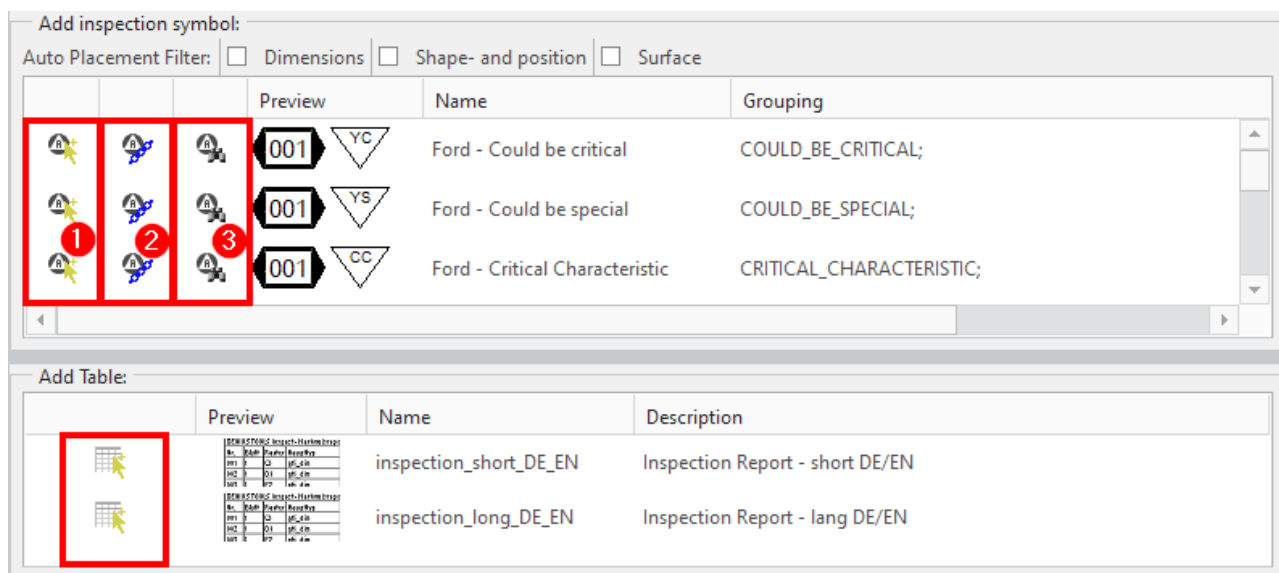 Add inspection symbol:
Auto Placement Filter: Dimensions Shape- and position Surface
Preview Name Grouping
001 YC Ford - Could be critical COULD_BE_CRITICAL;
001 YS Ford - Could be special COULD_BE_SPECIAL;
1 2 3
001 CC Ford - Critical Characteristic CRITICAL_CHARACTERISTIC;
Add Table:
Preview Name Description
inspection_short_DE_EN Inspection Report - short DE/EN
inspection_long_DE_EN Inspection Report - lang DE/EN